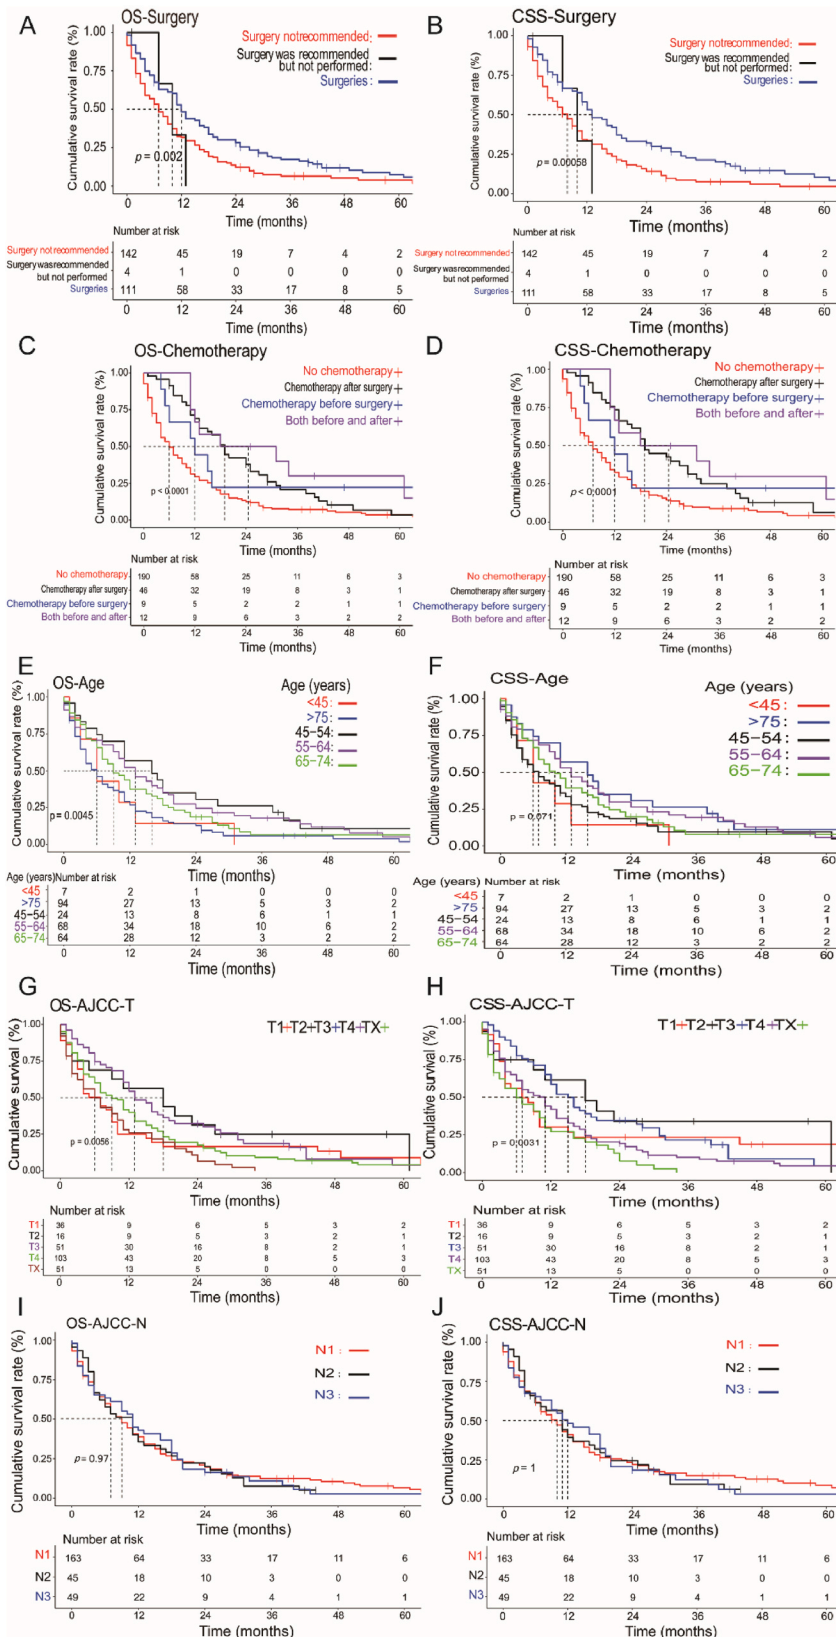 A
OS-Surgery
Cumulative survival rate (%)
1.00
0.75
0.50
0.25
0.00
Surgery notrecommended:
Surgery was recommended
but not performed:
Surgeries:
p = 0.002
0 12 24 36 48 60
Time (months)
Number at risk
Surgery notrecommended 142 45 19 7 4 2
Surgery was recommended
but not performed 4 1 0 0 0 0
Surgeries 111 58 33 17 8 5
0 12 24 36 48 60
Time (months)
B
CSS-Surgery
Cumulative survival rate (%)
1.00
0.75
0.50
0.25
0.00
Surgery notrecommended:
Surgery was recommended
but not performed:
Surgeries:
p = 0.00058
0 12 24 36 48 60
Time (months)
Number at risk
Surgery notrecommended 142 45 19 7 4 2
Surgery was recommended
but not performed 4 1 0 0 0 0
Surgeries 111 58 33 17 8 5
0 12 24 36 48 60
Time (months)
C
OS-Chemotherapy
Cumulative survival rate (%)
1.00
0.75
0.50
0.25
0.00
No chemotherapy
Chemotherapy after surgery
Chemotherapy before surgery
Both before and after
p < 0.0001
0 12 24 36 48 60
Time (months)
Number at risk
No chemotherapy 190 58 25 11 6 3
Chemotherapy after surgery 46 32 19 8 3 1
Chemotherapy before surgery 9 5 2 2 1 1
Both before and after 12 9 6 3 2 2
0 12 24 36 48 60
Time (months)
D
CSS-Chemotherapy
Cumulative survival rate (%)
1.00
0.75
0.50
0.25
0.00
No chemotherapy
Chemotherapy after surgery
Chemotherapy before surgery
Both before and after
p < 0.0001
0 12 24 36 48 60
Time (months)
Number at risk
No chemotherapy 190 58 25 11 6 3
Chemotherapy after surgery 46 32 19 8 3 1
Chemotherapy before surgery 9 5 2 2 1 1
Both before and after 12 9 6 3 2 2
0 12 24 36 48 60
Time (months)
E
OS-Age
Cumulative survival rate (%)
1.00
0.75
0.50
0.25
0.00
Age (years)
<45:
>75:
45-54:
55-64:
65-74:
p = 0.0045
0 12 24 36 48 60
Time (months)
Age (years) Number at risk
<45 7 2 1 0 0 0
>75 94 27 13 5 3 2
45-54 24 13 8 6 1 1
55-64 68 34 18 10 6 2
65-74 64 28 12 3 2 2
0 12 24 36 48 60
Time (months)
F
CSS-Age
Cumulative survival rate (%)
1.00
0.75
0.50
0.25
0.00
Age (years)
<45:
>75:
45-54:
55-64:
65-74:
p = 0.071
0 12 24 36 48 60
Time (months)
Age (years) Number at risk
<45 7 2 1 0 0 0
>75 94 27 13 5 3 2
45-54 24 13 8 6 1 1
55-64 68 34 18 10 6 2
65-74 64 28 12 3 2 2
0 12 24 36 48 60
Time (months)
G
OS-AJCC-T
Cumulative survival (%)
1.00
0.75
0.50
0.25
0.00
T1 T2 T3 T4 TX
p = 0.0056
0 12 24 36 48 60
Time (months)
Number at risk
T1 36 9 6 5 3 2
T2 16 9 5 3 2 1
T3 51 30 16 8 2 1
T4 103 43 20 8 5 3
TX 51 13 5 0 0 0
0 12 24 36 48 60
Time (months)
H
CSS-AJCC-T
Cumulative survival (%)
1.00
0.75
0.50
0.25
0.00
T1 T2 T3 T4 TX
p = 0.0031
0 12 24 36 48 60
Time (months)
Number at risk
T1 36 9 6 5 3 2
T2 16 9 5 3 2 1
T3 51 30 16 8 2 1
T4 103 43 20 8 5 3
TX 51 13 5 0 0 0
0 12 24 36 48 60
Time (months)
I
OS-AJCC-N
Cumulative survival rate (%)
1.00
0.75
0.50
0.25
0.00
N1:
N2:
N3:
p = 0.97
0 12 24 36 48 60
Time (months)
Number at risk
N1 163 64 33 17 11 6
N2 45 18 10 3 0 0
N3 49 22 9 4 1 1
0 12 24 36 48 60
Time (months)
J
CSS-AJCC-N
Cumulative survival rate (%)
1.00
0.75
0.50
0.25
0.00
N1:
N2:
N3:
p = 1
0 12 24 36 48 60
Time (months)
Number at risk
N1 163 64 33 17 11 6
N2 45 18 10 3 0 0
N3 49 22 9 4 1 1
0 12 24 36 48 60
Time (months)